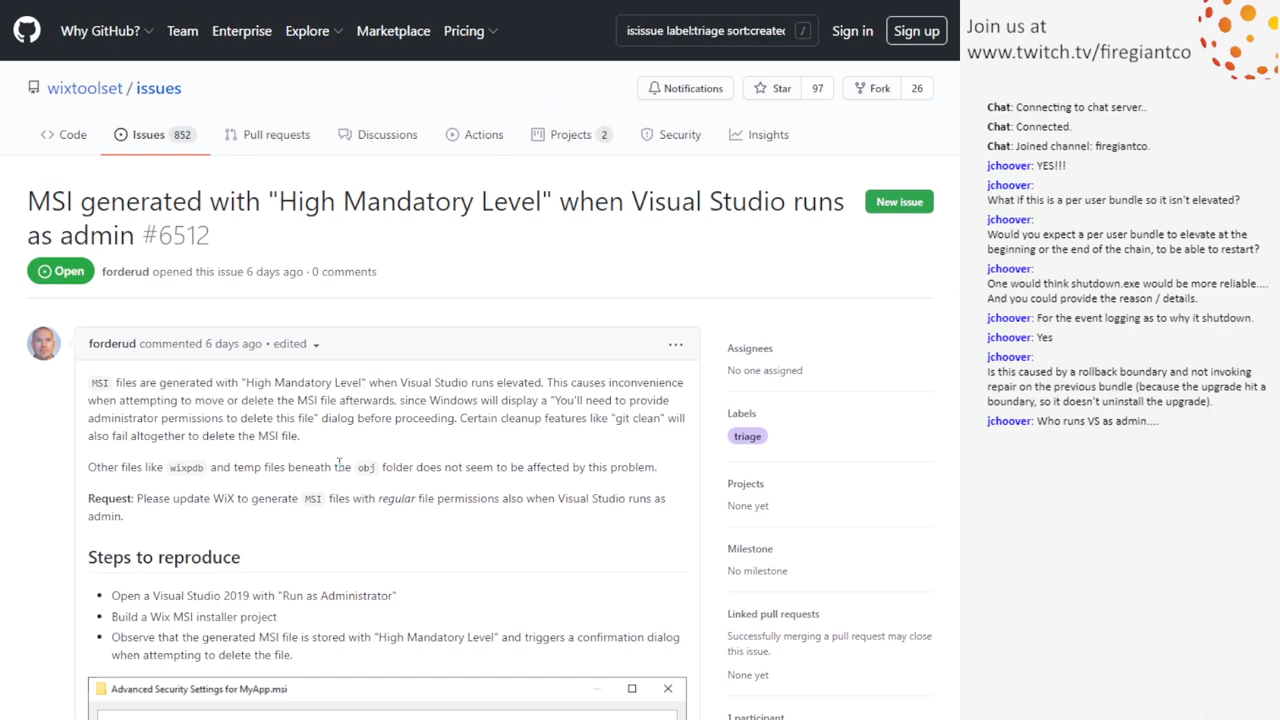 Why GitHub?
Team
Enterprise
Explore
Marketplace
Pricing
is:issue label:triage sort:created
/
Sign in
Sign up
wixtoolset / issues
Notifications
Star
97
Fork
26
Code
Issues 852
Pull requests
Discussions
Actions
Projects 2
Security
Insights
MSI generated with "High Mandatory Level" when Visual Studio runs
as admin #6512
New issue
Open
forderud opened this issue 6 days ago · 0 comments
forderud commented 6 days ago • edited
MSI files are generated with "High Mandatory Level" when Visual Studio runs elevated. This causes inconvenience
when attempting to move or delete the MSI file afterwards, since Windows will display a "You'll need to provide
administrator permissions to delete this file" dialog before proceeding. Certain cleanup features like "git clean" will
also fail altogether to delete the MSI file.
Other files like wixpdb and temp files beneath the obj folder does not seem to be affected by this problem.
Request: Please update WiX to generate MSI files with regular file permissions also when Visual Studio runs as
admin.
Steps to reproduce
• Open a Visual Studio 2019 with "Run as Administrator"
• Build a Wix MSI installer project
• Observe that the generated MSI file is stored with "High Mandatory Level" and triggers a confirmation dialog
when attempting to delete the file.
Advanced Security Settings for MyApp.msi
Assignees
No one assigned
Labels
triage
Projects
None yet
Milestone
No milestone
Linked pull requests
Successfully merging a pull request may close
this issue.
None yet
1 participant
Join us at
www.twitch.tv/firegiantco
Chat: Connecting to chat server..
Chat: Connected.
Chat: Joined channel: firegiantco.
jchoover: YES!!!
jchoover:
What if this is a per user bundle so it isn't elevated?
jchoover:
Would you expect a per user bundle to elevate at the
beginning or the end of the chain, to be able to restart?
jchoover:
One would think shutdown.exe would be more reliable....
And you could provide the reason / details.
jchoover: For the event logging as to why it shutdown.
jchoover: Yes
jchoover:
Is this caused by a rollback boundary and not invoking
repair on the previous bundle (because the upgrade hit a
boundary, so it doesn't uninstall the upgrade).
jchoover: Who runs VS as admin....